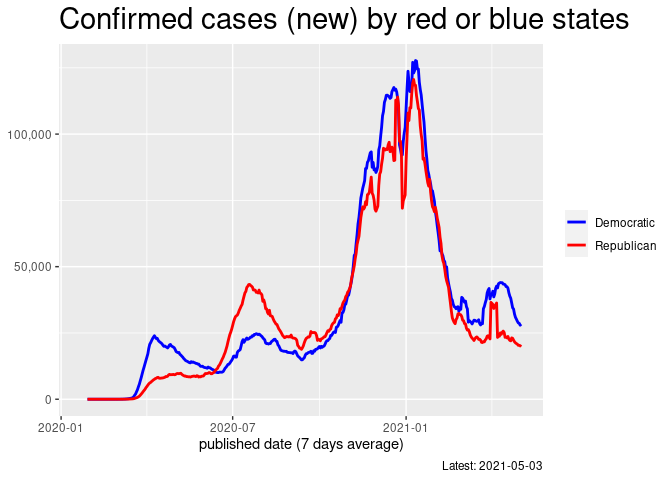 Confirmed cases (new) by red or blue states
100,000
50,000
0
2020-01
2020-07
2021-01
published date (7 days average)
Democratic
Republican
Latest: 2021-05-03